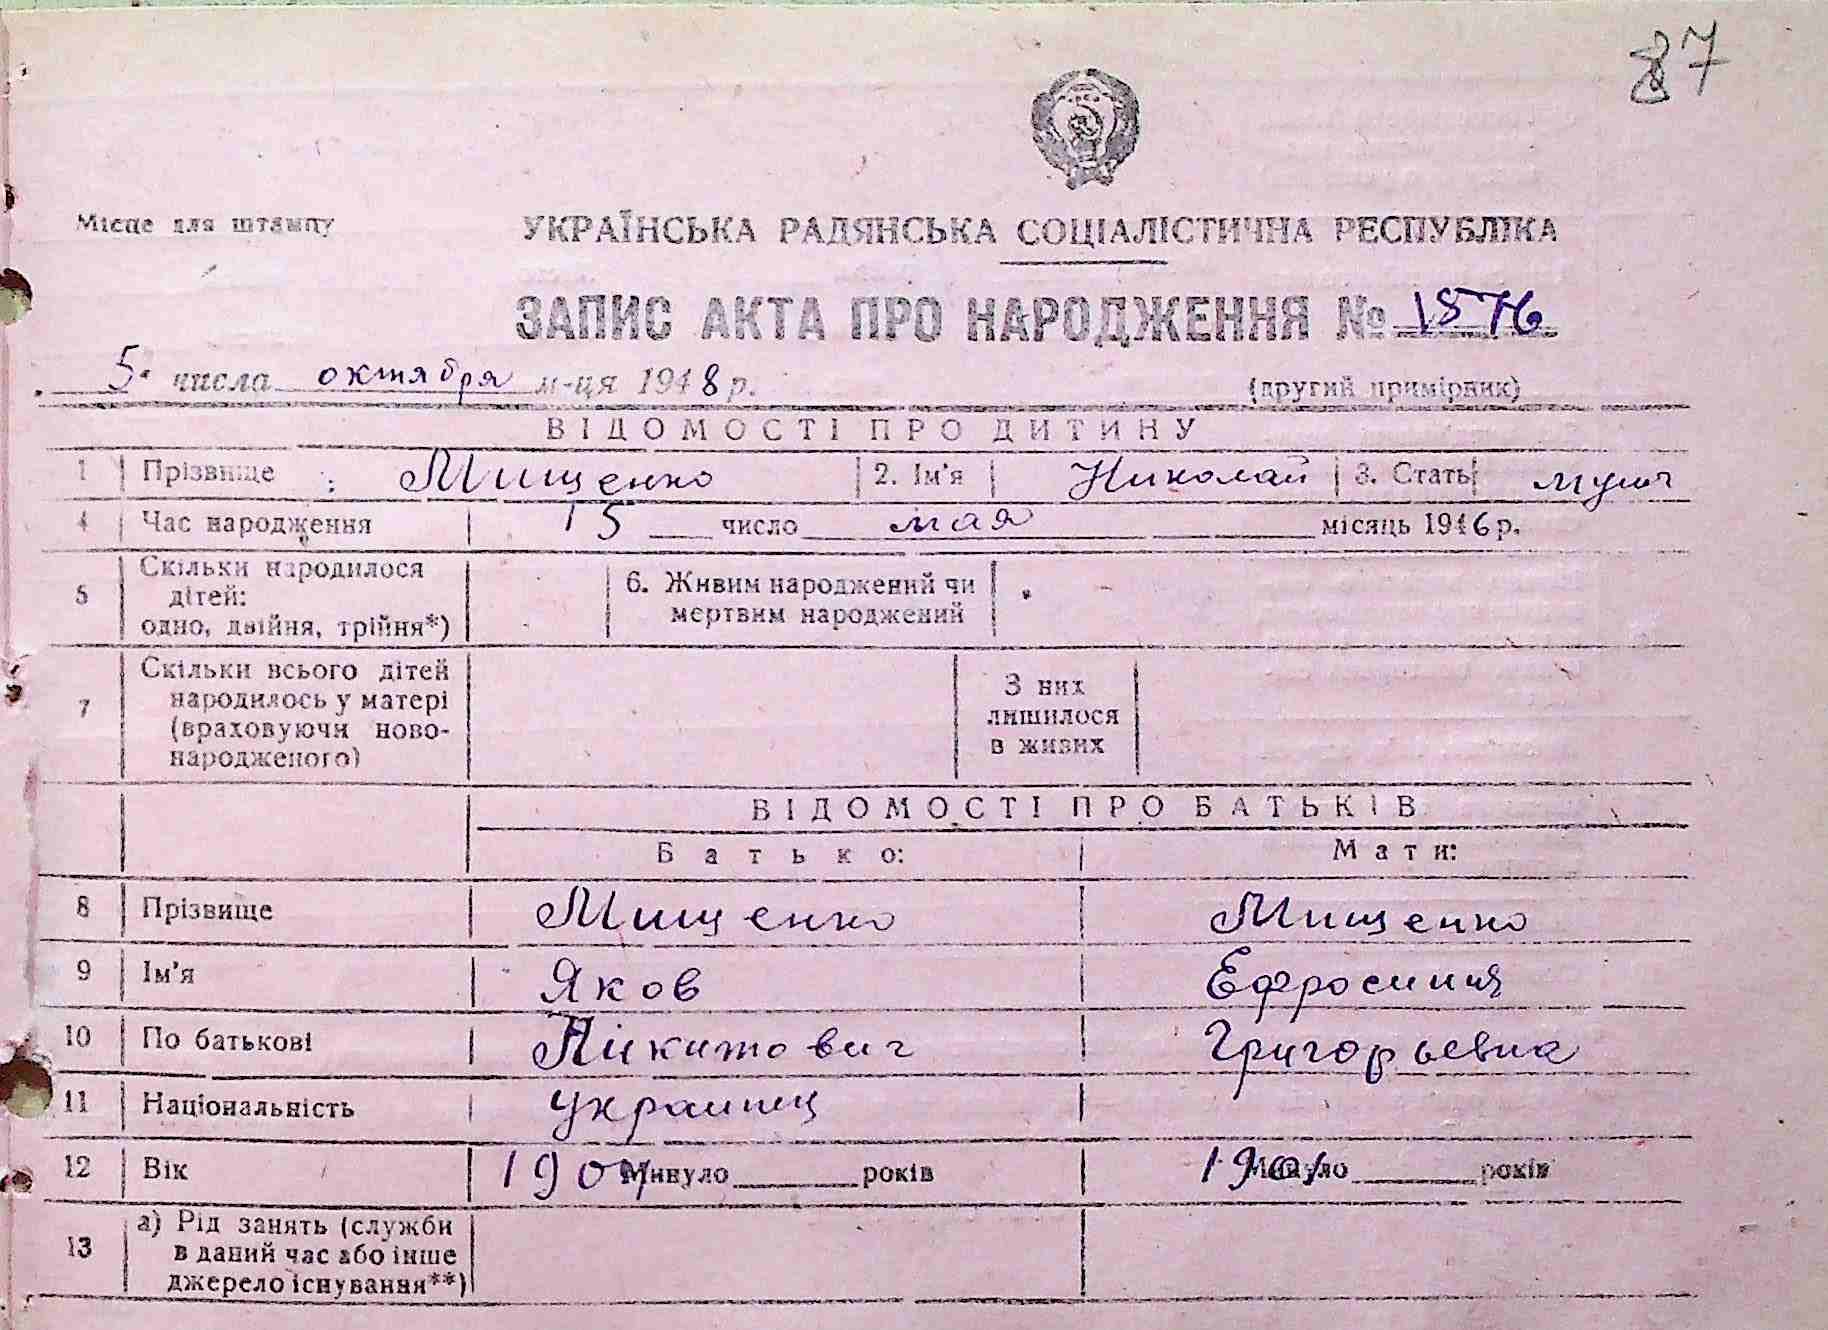 87
Місце для штампу
УКРАЇНСЬКА РАДЯНСЬКА СОЦІАЛІСТИЧНА РЕСПУБЛІКА
ЗАПИС АКТА ПРО НАРОДЖЕННЯ № 1576
5 числа октября м-ця 1948 р.
(другий примірник)
ВІДОМОСТІ ПРО ДИТИНУ
1 Прізвище : Мищенко 2. Ім'я Николай 3. Стать муж
4 Час народження 15 число мая місяць 1946 р.
5 Скільки народилося дітей: одно, двійня, трійня*) 6. Живим народжений чи мертвим народжений
7 Скільки всього дітей народилось у матері (враховуючи ново-народженого) З них лишилося в живих
ВІДОМОСТІ ПРО БАТЬКІВ
Батько: Мати:
8 Прізвище Мищенко Мищенко
9 Ім'я Яков Ефросиния
10 По батькові Никитович Григорьевна
11 Національність украинц
12 Вік Минуло років Минуло років
13 а) Рід занять (служби в даний час або інше джерело існування**)